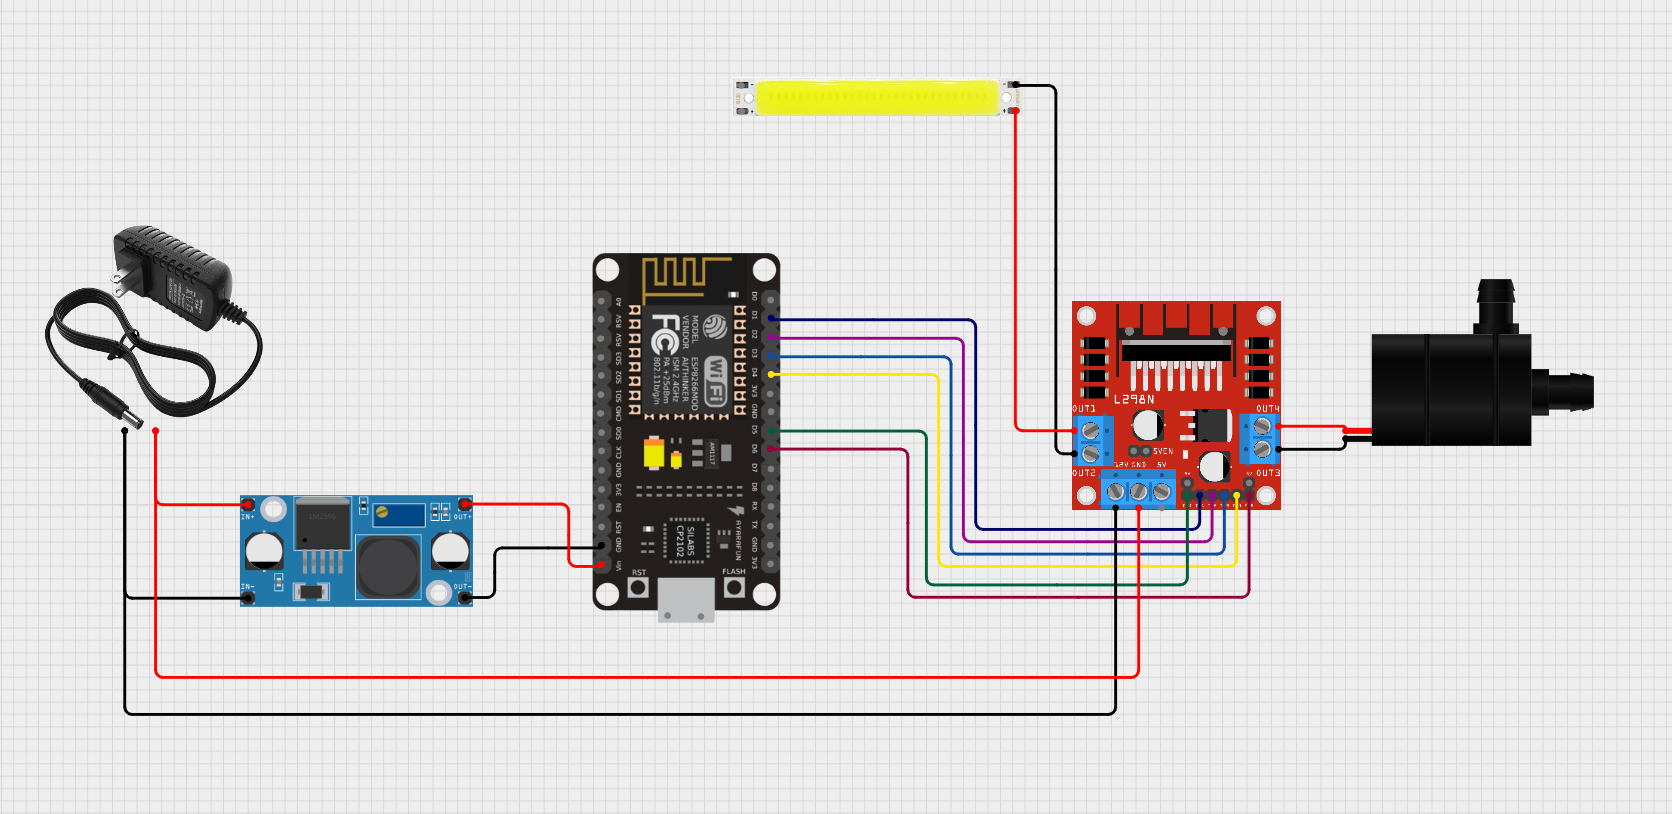 OUT1
OUT2
OUT3
OUT4
L298N
5VEN
12V GND 5V
IN+
IN-
OUT+
OUT-
LM2596
A0
RSV
RSV
SD3
SD2
SD1
CMD
SD0
CLK
GND
3V3
EN
RST
GND
Vin
D0
D1
D2
D3
D4
3V3
GND
D5
D6
D7
D8
RX
TX
GND
3V3
MODEL
VENDOR
ESP8266MOD
AI-THINKER
ISM 2.4GHz
PA +25dBm
802.11b/g/n
FC
WiFi
AM1117
SILABS
CP2102
AYARAFUN
RST
FLASH